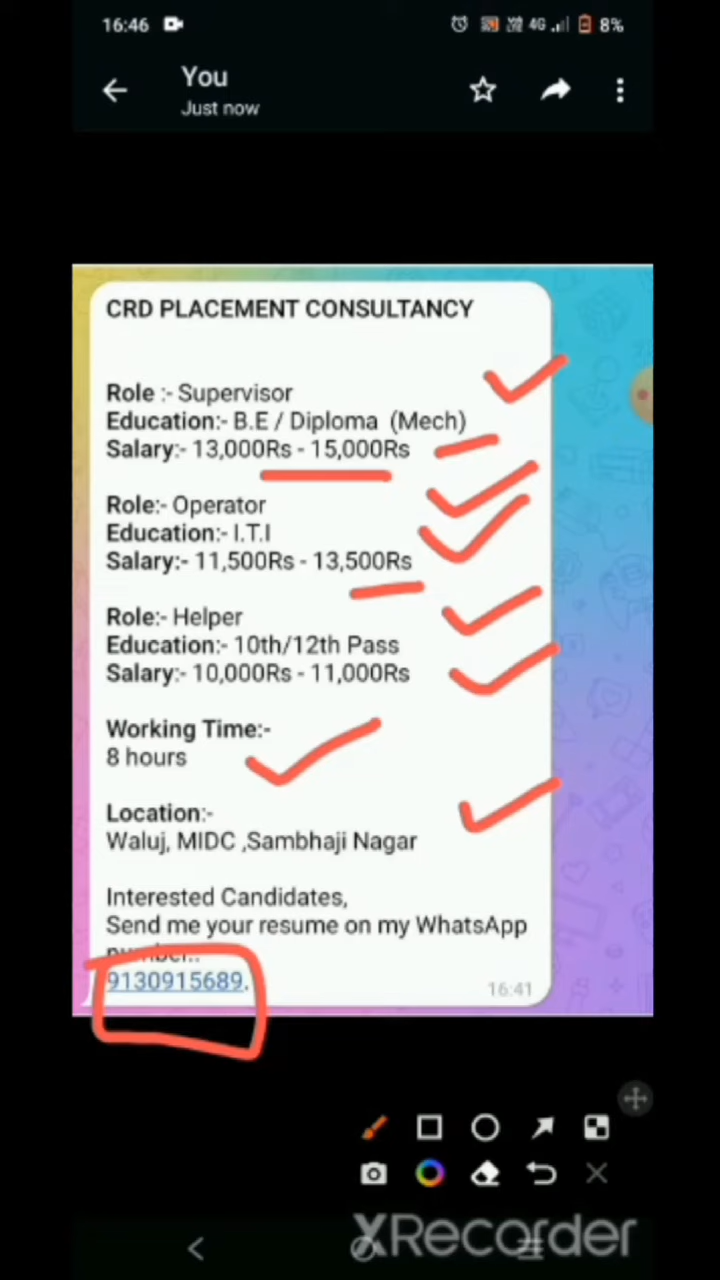 16:46
4G
8%
You
Just now
CRD PLACEMENT CONSULTANCY
Role :- Supervisor
Education:- B.E / Diploma (Mech)
Salary:- 13,000Rs - 15,000Rs
Role:- Operator
Education:- I.T.I
Salary:- 11,500Rs - 13,500Rs
Role:- Helper
Education:- 10th/12th Pass
Salary:- 10,000Rs - 11,000Rs
Working Time:-
8 hours
Location:-
Waluj, MIDC ,Sambhaji Nagar
Interested Candidates,
Send me your resume on my WhatsApp
number..
9130915689.
16:41
XRecorder